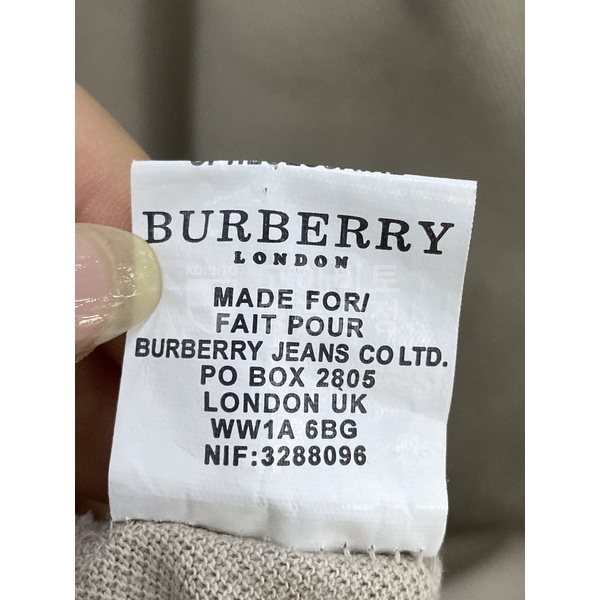 BURBERRY
LONDON
MADE FOR/
FAIT POUR
BURBERRY JEANS CO LTD.
PO BOX 2805
LONDON UK
WW1A 6BG
NIF:3288096